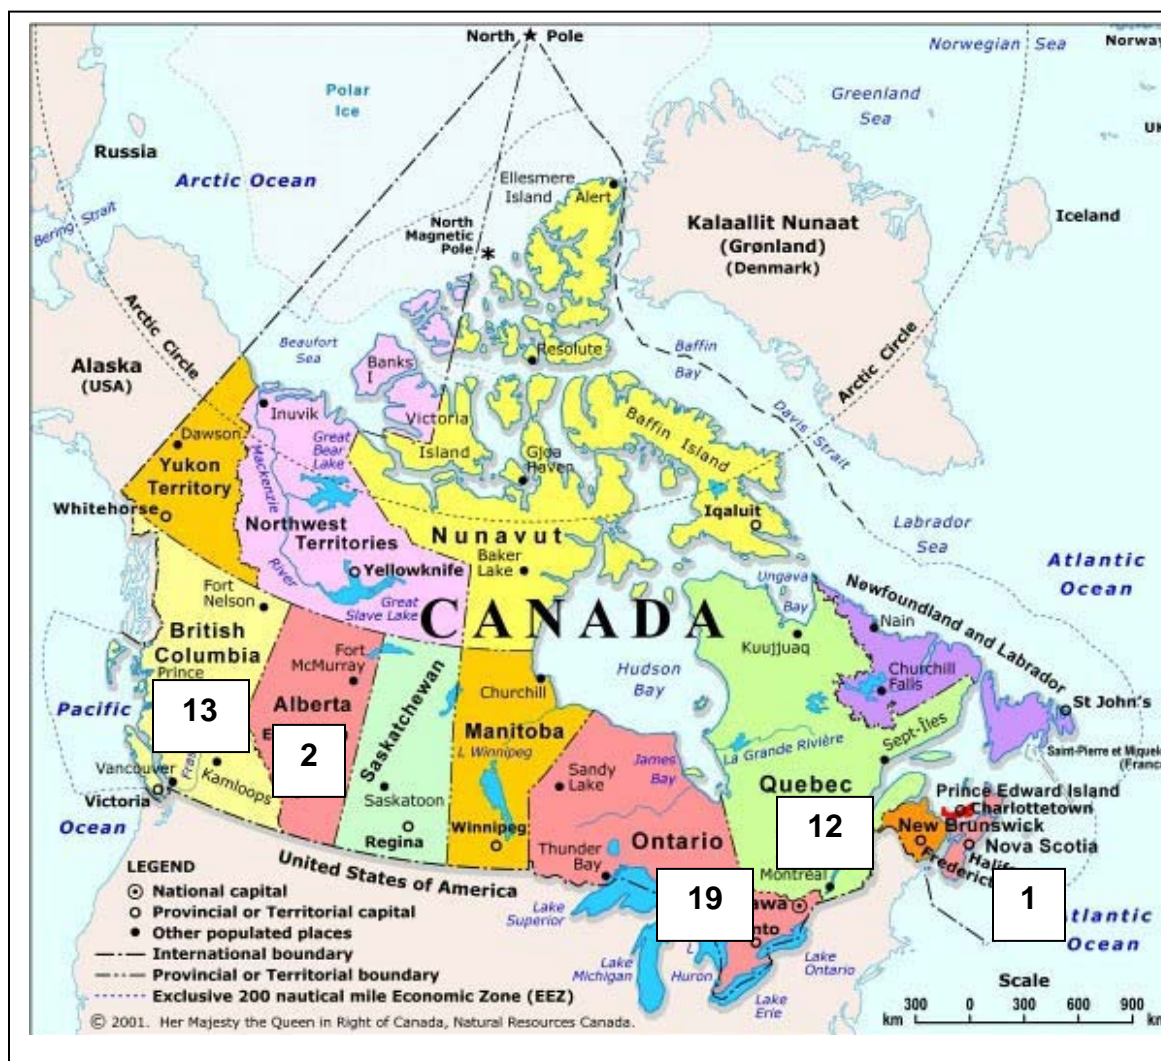 North Pole
Norwegian Sea
Norway
Polar
Ice
Greenland
Sea
UK
Russia
Arctic Ocean
Ellesmere
Island
Alert
Bering Strait
North
Magnetic
Pole
Kalaallit Nunaat
(Grønland)
(Denmark)
Iceland
Arctic Circle
Beaufort
Sea
Resolute
Baffin
Bay
Arctic Circle
Alaska
(USA)
Banks
I
Victoria
Island
Inuvik
Davis Strait
Baffin Island
Dawson
Mackenzie
River
Great
Bear
Lake
Gjoa
Haven
Yukon
Territory
Whitehorse
Northwest
Territories
Nunavut
Iqaluit
Labrador
Sea
Yellowknife
Baker
Lake
Great
Slave Lake
Ungava
Bay
Atlantic
Ocean
Newfoundland and Labrador
Fort
Nelson
CANADA
Nain
British
Columbia
Prince
Fort
McMurray
Kuujjuaq
Hudson
Bay
Churchill
Falls
Churchill
Pacific
Ocean
13
Alberta
2
Saskatchewan
Manitoba
L Winnipeg
St John's
Sept-Îles
La Grande Rivière
James
Bay
Saint-Pierre et Miquelon
(France
Vancouver
Victoria
Kamloops
Saskatoon
Regina
Winnipeg
Sandy
Lake
Quebec
12
Prince Edward Island
Charlottetown
New Brunswick
Nova Scotia
Thunder
Bay
Ontario
Montreal
United States of America
19
1
Atlantic
Ocean
Lake
Superior
Lake
Michigan
Huron
Lake
Ontario
Lake
Erie
LEGEND
National capital
Provincial or Territorial capital
Other populated places
International boundary
Provincial or Territorial boundary
Exclusive 200 nautical mile Economic Zone (EEZ)
Scale
300 0 300 600 900
km
© 2001. Her Majesty the Queen in Right of Canada, Natural Resources Canada.